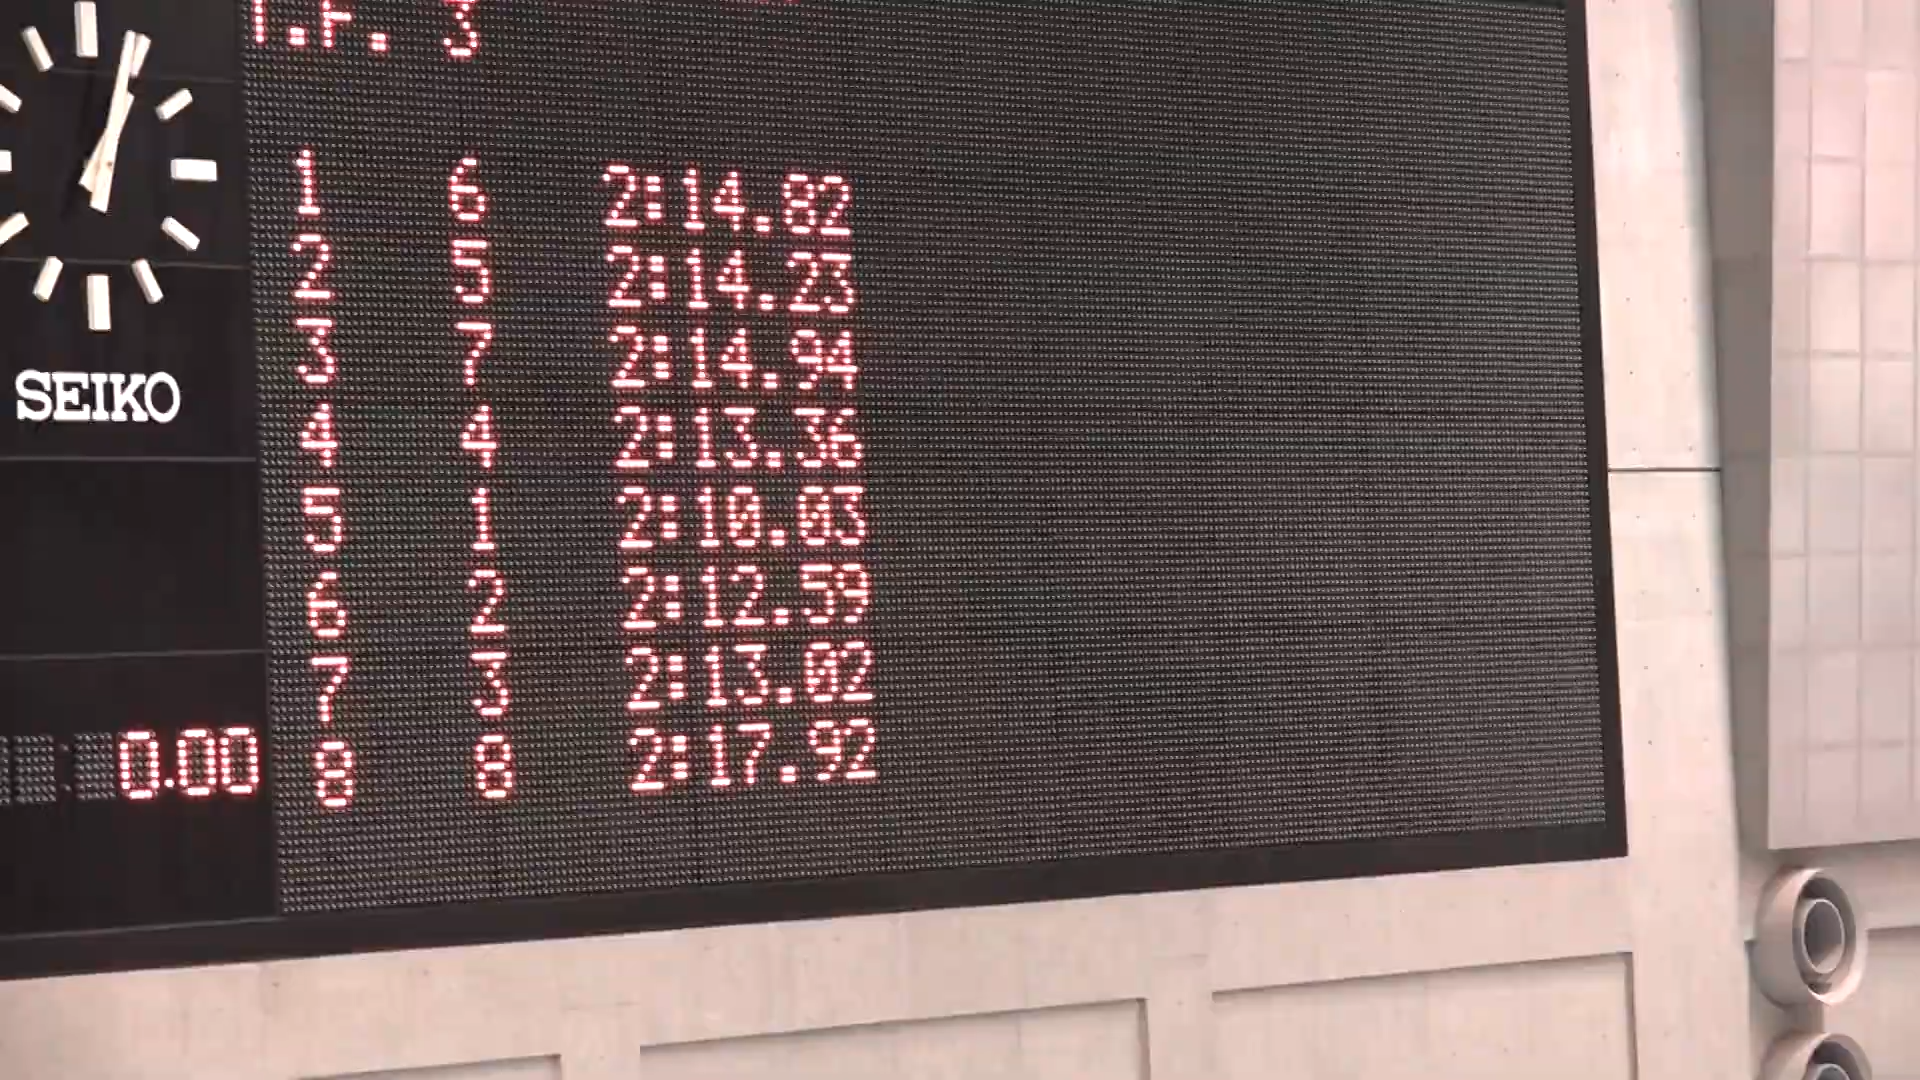 T.F. 3
1 6 2:14.82
2 5 2:14.23
3 7 2:14.94
4 4 2:13.36
5 1 2:10.03
6 2 2:12.59
7 3 2:13.02
8 8 2:17.92
SEIKO
0.00